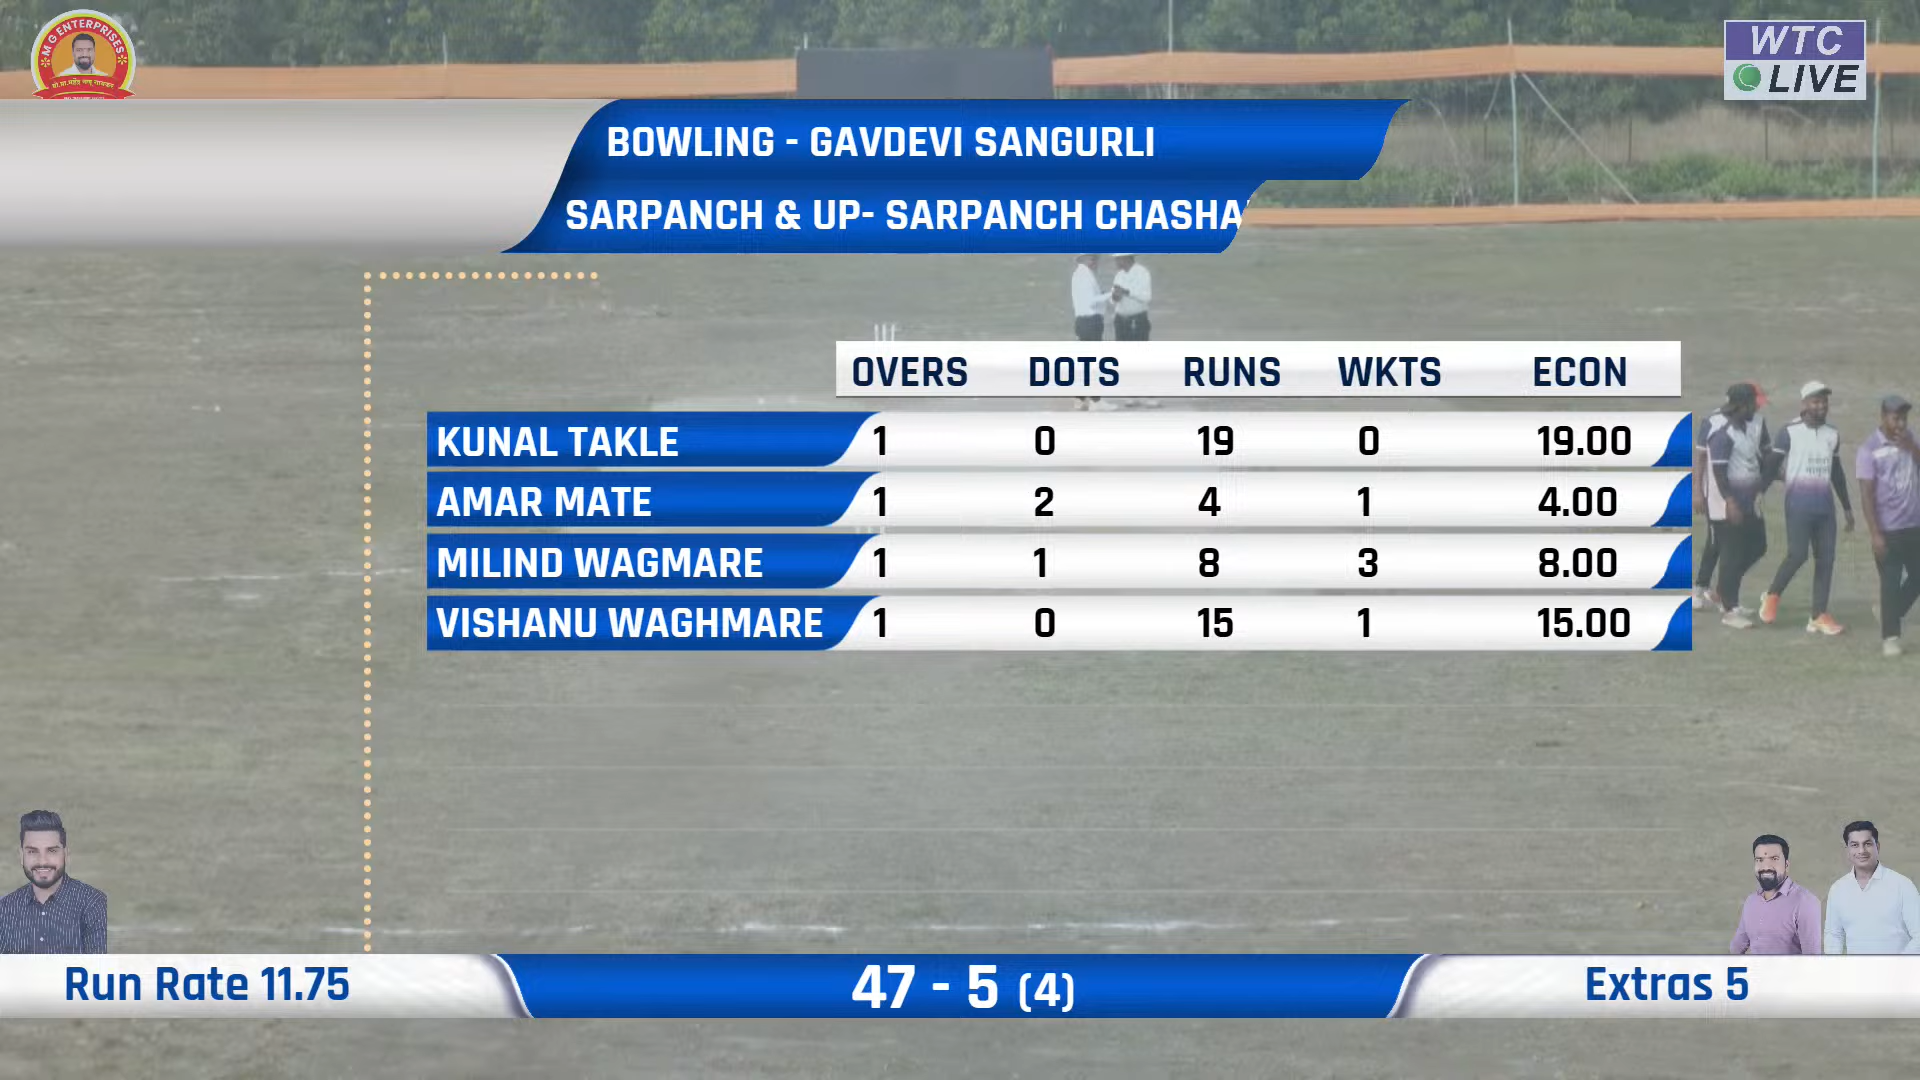 M G ENTERPRISES
WTC
LIVE
BOWLING - GAVDEVI SANGURLI
SARPANCH & UP- SARPANCH CHASHA
OVERS DOTS RUNS WKTS ECON
KUNAL TAKLE 1 0 19 0 19.00
AMAR MATE 1 2 4 1 4.00
MILIND WAGMARE 1 1 8 3 8.00
VISHANU WAGHMARE 1 0 15 1 15.00
Run Rate 11.75
47 - 5 (4)
Extras 5